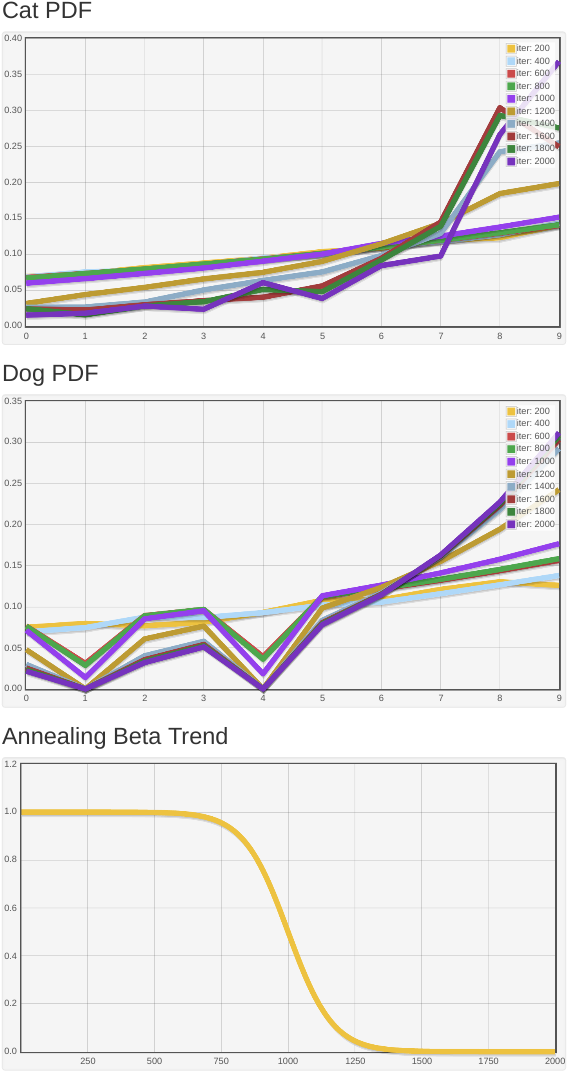 Cat PDF
0.40
iter: 200
iter: 400
0.35
iter: 600
iter: 800
iter: 1000
0.30
iter: 1200
iter: 1400
iter: 1600
0.25
iter: 1800
iter: 2000
0.20
0.15
0.10
0.05
0.00
0 1 2 3 4 5 6 7 8 9
Dog PDF
0.35
iter: 200
iter: 400
iter: 600
0.30
iter: 800
iter: 1000
iter: 1200
0.25
iter: 1400
iter: 1600
iter: 1800
0.20
iter: 2000
0.15
0.10
0.05
0.00
0 1 2 3 4 5 6 7 8 9
Annealing Beta Trend
1.2
1.0
0.8
0.6
0.4
0.2
0.0
250 500 750 1000 1250 1500 1750 2000